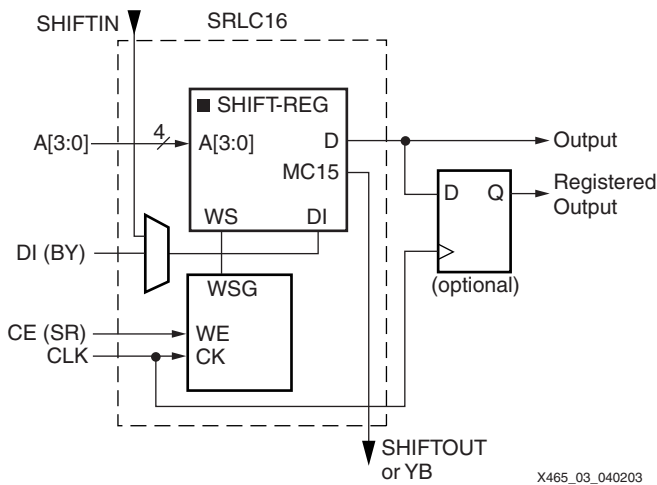 SHIFTIN
SRLC16
SHIFT-REG
A[3:0]
4
A[3:0]
D
Output
MC15
D
Q
Registered
Output
WS
DI
DI (BY)
(optional)
WSG
CE (SR)
WE
CLK
CK
SHIFTOUT
or YB
X465_03_040203